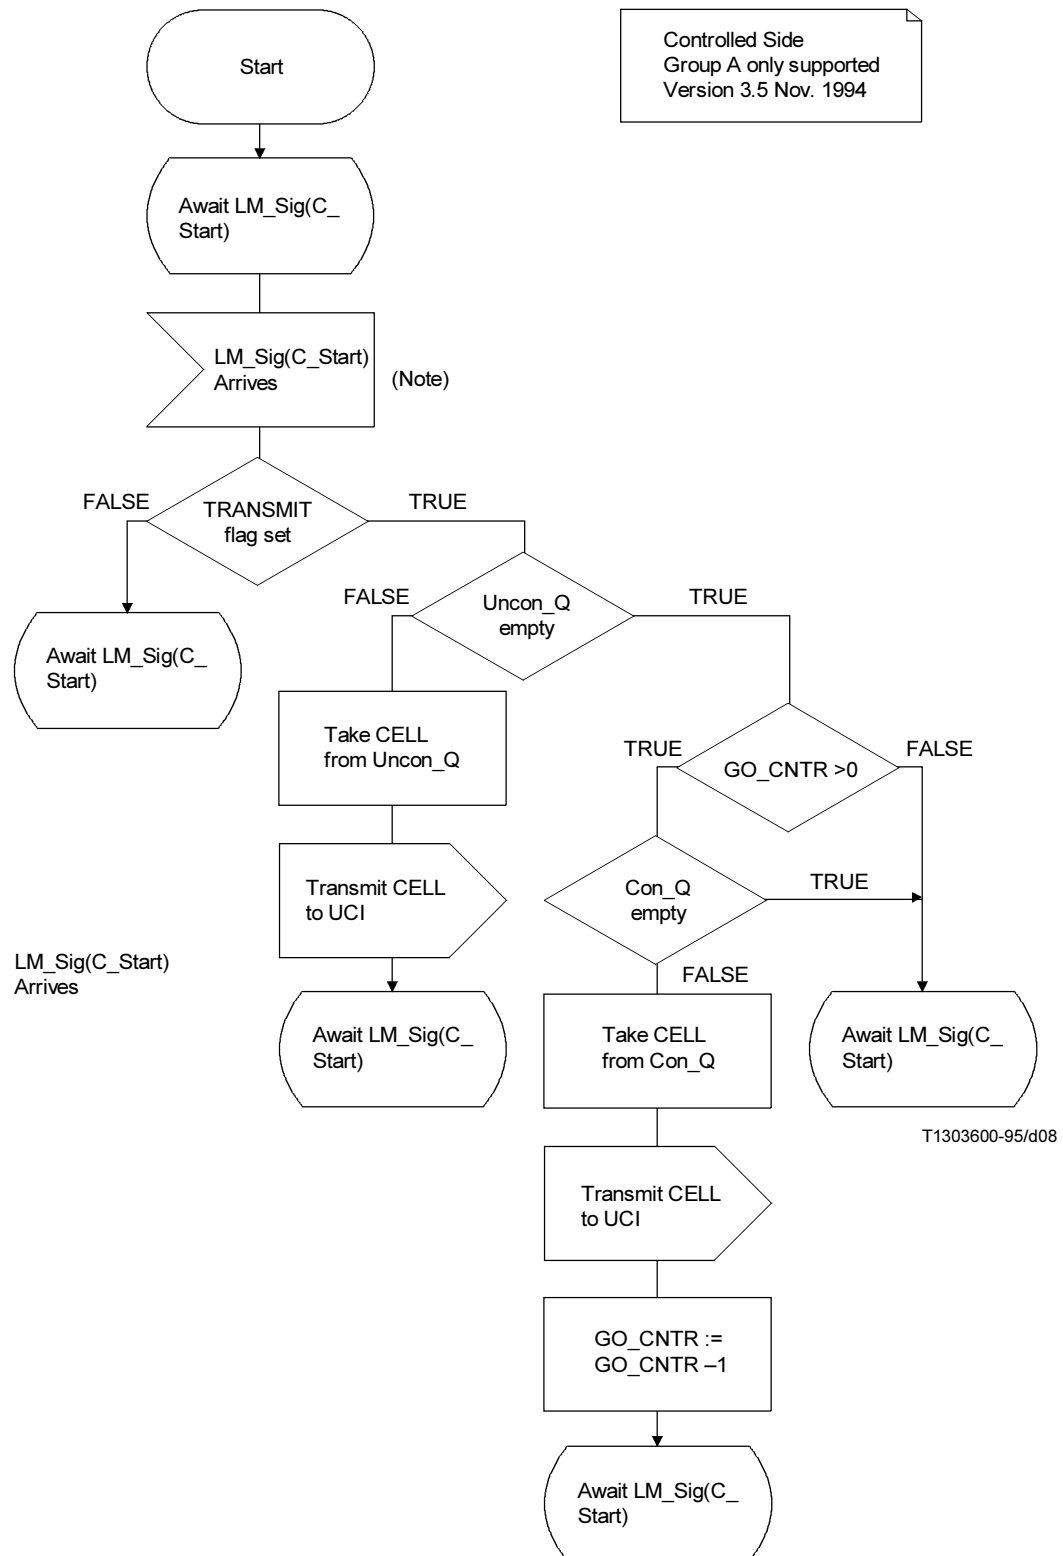 Start
Controlled Side
Group A only supported
Version 3.5 Nov. 1994
Await LM_Sig(C_
Start)
LM_Sig(C_Start)
Arrives
(Note)
FALSE
TRANSMIT
flag set
TRUE
Await LM_Sig(C_
Start)
FALSE
Uncon_Q
empty
TRUE
Take CELL
from Uncon_Q
TRUE
GO_CNTR >0
FALSE
Transmit CELL
to UCI
Con_Q
empty
TRUE
LM_Sig(C_Start)
Arrives
FALSE
Await LM_Sig(C_
Start)
Take CELL
from Con_Q
Await LM_Sig(C_
Start)
T1303600-95/d08
Transmit CELL
to UCI
GO_CNTR :=
GO_CNTR –1
Await LM_Sig(C_
Start)